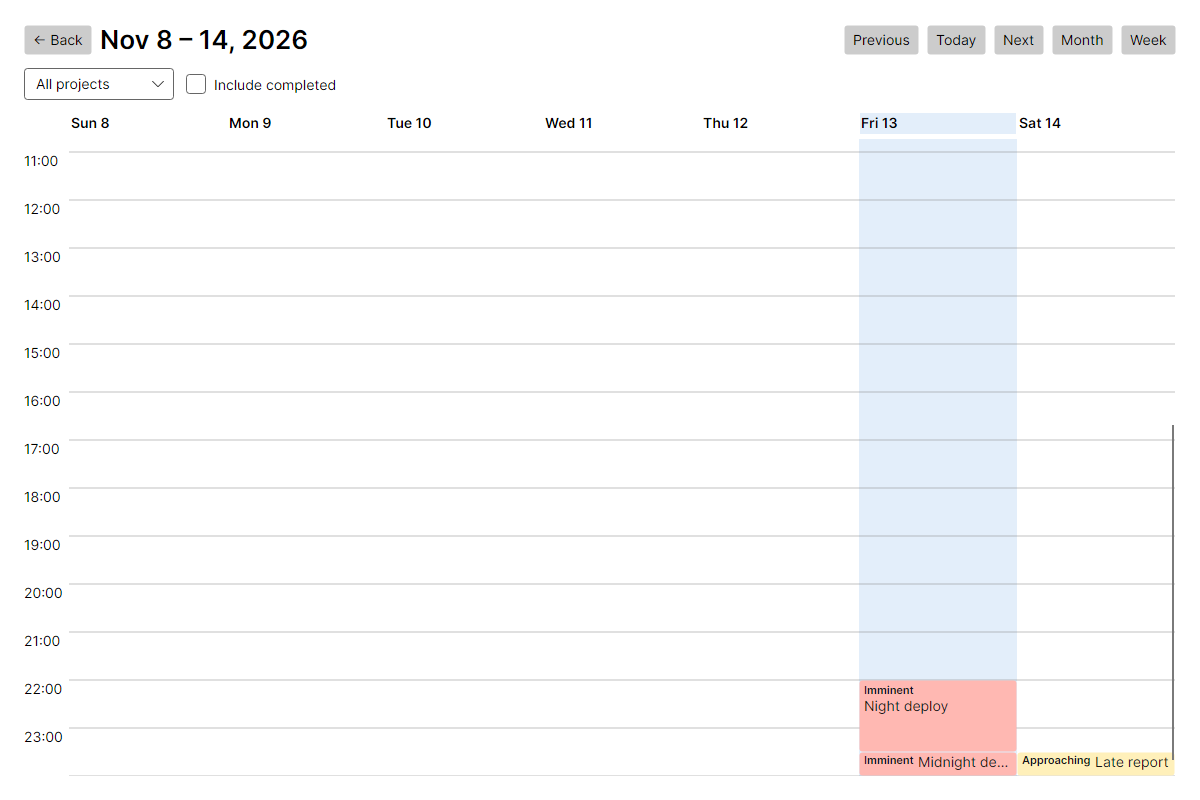 ← Back Nov 8 – 14, 2026 Previous Today Next Month Week
All projects Include completed
Sun 8 Mon 9 Tue 10 Wed 11 Thu 12 Fri 13 Sat 14
11:00
12:00
13:00
14:00
15:00
16:00
17:00
18:00
19:00
20:00
21:00
22:00 Imminent
Night deploy
23:00
Imminent Midnight de... Approaching Late report